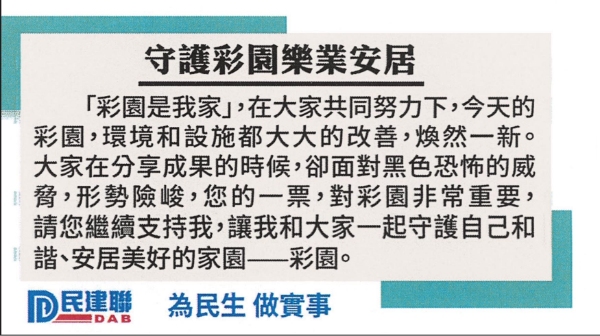 守護彩園樂業安居
「彩園是我家」，在大家共同努力下，今天的
彩園，環境和設施都大大的改善，煥然一新。
大家在分享成果的時候，卻面對黑色恐怖的威
脅，形勢險峻，您的一票，對彩園非常重要，
請您繼續支持我，讓我和大家一起守護自己和
諧、安居美好的家園——彩園。
民建聯
DAB
為民生 做實事